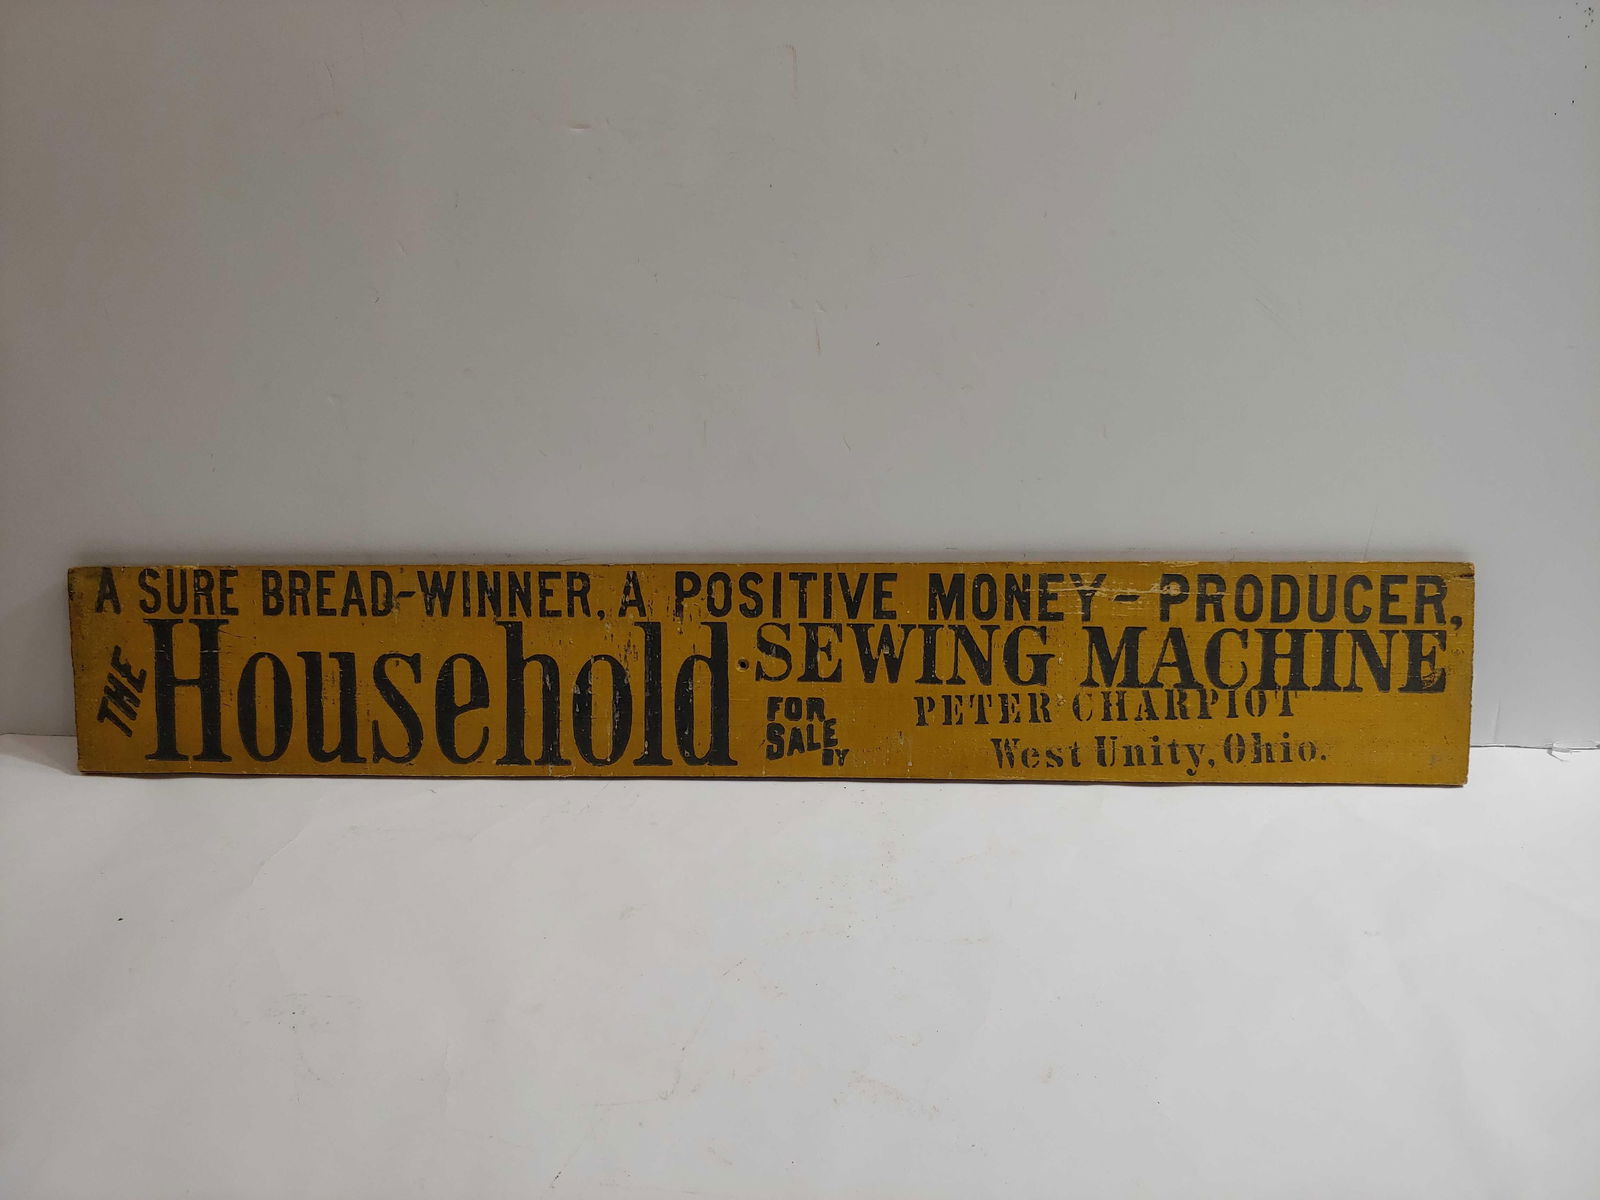 A SURE BREAD-WINNER, A POSITIVE MONEY-PRODUCER,
THE Household SEWING MACHINE
FOR SALE BY
PETER CHARPIOT
West Unity, Ohio.